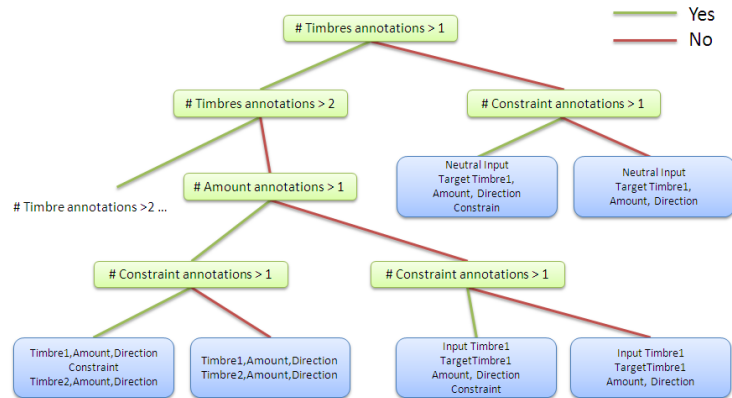 Yes
No
# Timbres annotations > 1
# Timbres annotations > 2
# Constraint annotations > 1
Neutral Input
Target Timbre1,
Amount, Direction
Constrain
Neutral Input
Target Timbre1,
Amount, Direction
# Timbre annotations >2 ...
# Amount annotations > 1
# Constraint annotations > 1
# Constraint annotations > 1
Timbre1,Amount,Direction
Constraint
Timbre2,Amount,Direction
Timbre1,Amount,Direction
Timbre2,Amount,Direction
Input Timbre1
TargetTimbre1
Amount, Direction
Constraint
Input Timbre1
TargetTimbre1
Amount, Direction